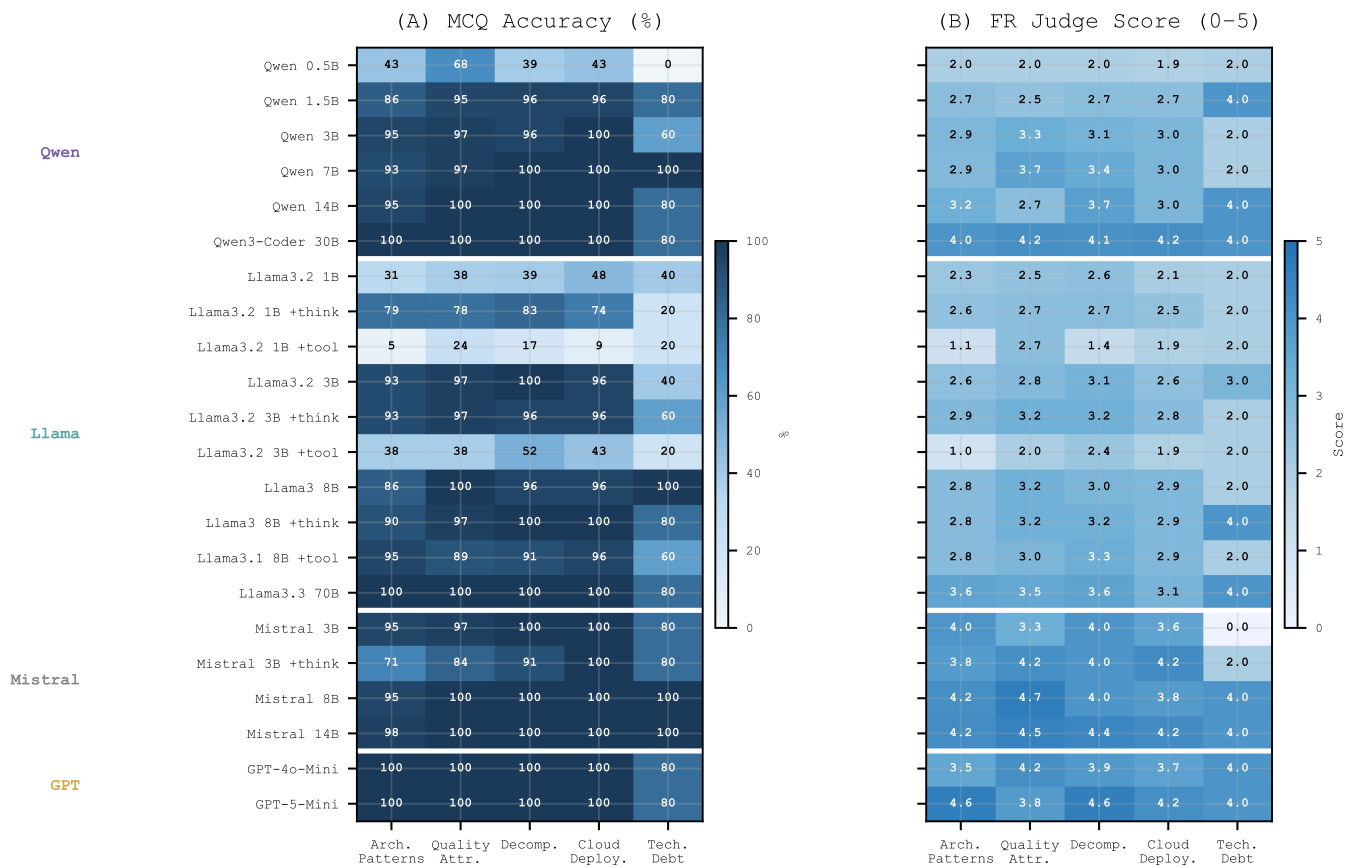 (A) MCQ Accuracy (%)
(B) FR Judge Score (0–5)
Qwen 0.5B 43 68 39 43 0 2.0 2.0 2.0 1.9 2.0
Qwen 1.5B 86 95 96 96 80 2.7 2.5 2.7 2.7 4.0
Qwen 3B 95 97 96 100 60 2.9 3.3 3.1 3.0 2.0
Qwen
Qwen 7B 93 97 100 100 100 2.9 3.7 3.4 3.0 2.0
Qwen 14B 95 100 100 100 80 3.2 2.7 3.7 3.0 4.0
Qwen3-Coder 30B 100 100 100 100 80 4.0 4.2 4.1 4.2 4.0
Llama3.2 1B 31 38 39 48 40 2.3 2.5 2.6 2.1 2.0
Llama3.2 1B +think 79 78 83 74 20 2.6 2.7 2.7 2.5 2.0
Llama3.2 1B +tool 5 24 17 9 20 1.1 2.7 1.4 1.9 2.0
Llama3.2 3B 93 97 100 96 40 2.6 2.8 3.1 2.6 3.0
Llama3.2 3B +think 93 97 96 96 60 2.9 3.2 3.2 2.8 2.0
Llama
Llama3.2 3B +tool 38 38 52 43 20 1.0 2.0 2.4 1.9 2.0
Llama3 8B 86 100 96 96 100 2.8 3.2 3.0 2.9 2.0
Llama3 8B +think 90 97 100 100 80 2.8 3.2 3.2 2.9 4.0
Llama3.1 8B +tool 95 89 91 96 60 2.8 3.0 3.3 2.9 2.0
Llama3.3 70B 100 100 100 100 80 3.6 3.5 3.6 3.1 4.0
Mistral 3B 95 97 100 100 80 4.0 3.3 4.0 3.6 0.0
Mistral 3B +think 71 84 91 100 80 3.8 4.2 4.0 4.2 2.0
Mistral
Mistral 8B 95 100 100 100 100 4.2 4.7 4.0 3.8 4.0
Mistral 14B 98 100 100 100 100 4.2 4.5 4.4 4.2 4.0
GPT-4o-Mini 100 100 100 100 80 3.5 4.2 3.9 3.7 4.0
GPT
GPT-5-Mini 100 100 100 100 80 4.6 3.8 4.6 4.2 4.0
Arch. Patterns
Quality Attr.
Decomp.
Cloud Deploy.
Tech. Debt
100
80
60
40
20
0
%
Arch. Patterns
Quality Attr.
Decomp.
Cloud Deploy.
Tech. Debt
5
4
3
2
1
0
Score